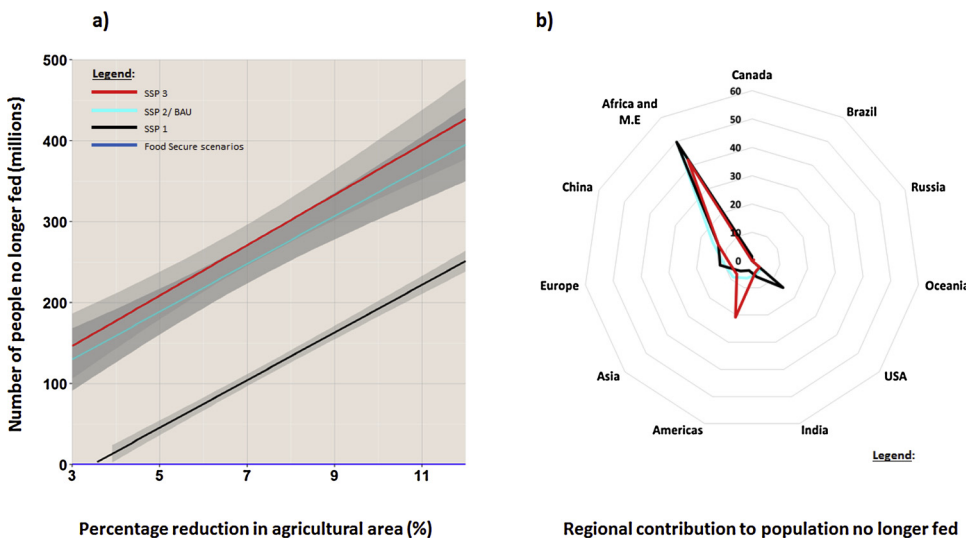 a)
Number of people no longer fed (millions)
500
400
300
200
100
0
Legend:
SSP 3
SSP 2/ BAU
SSP 1
Food Secure scenarios
3
5
7
9
11
Percentage reduction in agricultural area (%)
b)
Canada
Brazil
Russia
Oceania
USA
India
Americas
Asia
Europe
China
Africa and
M.E
60
50
40
30
20
10
0
Legend:
Regional contribution to population no longer fed